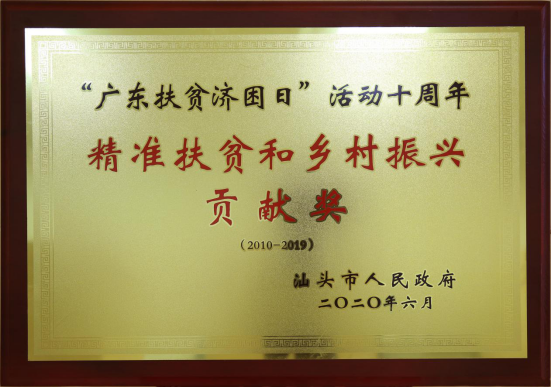 “广东扶贫济困日”活动十周年
精准扶贫和乡村振兴
贡献奖
（2010-2019）
汕头市人民政府
二〇二〇年六月